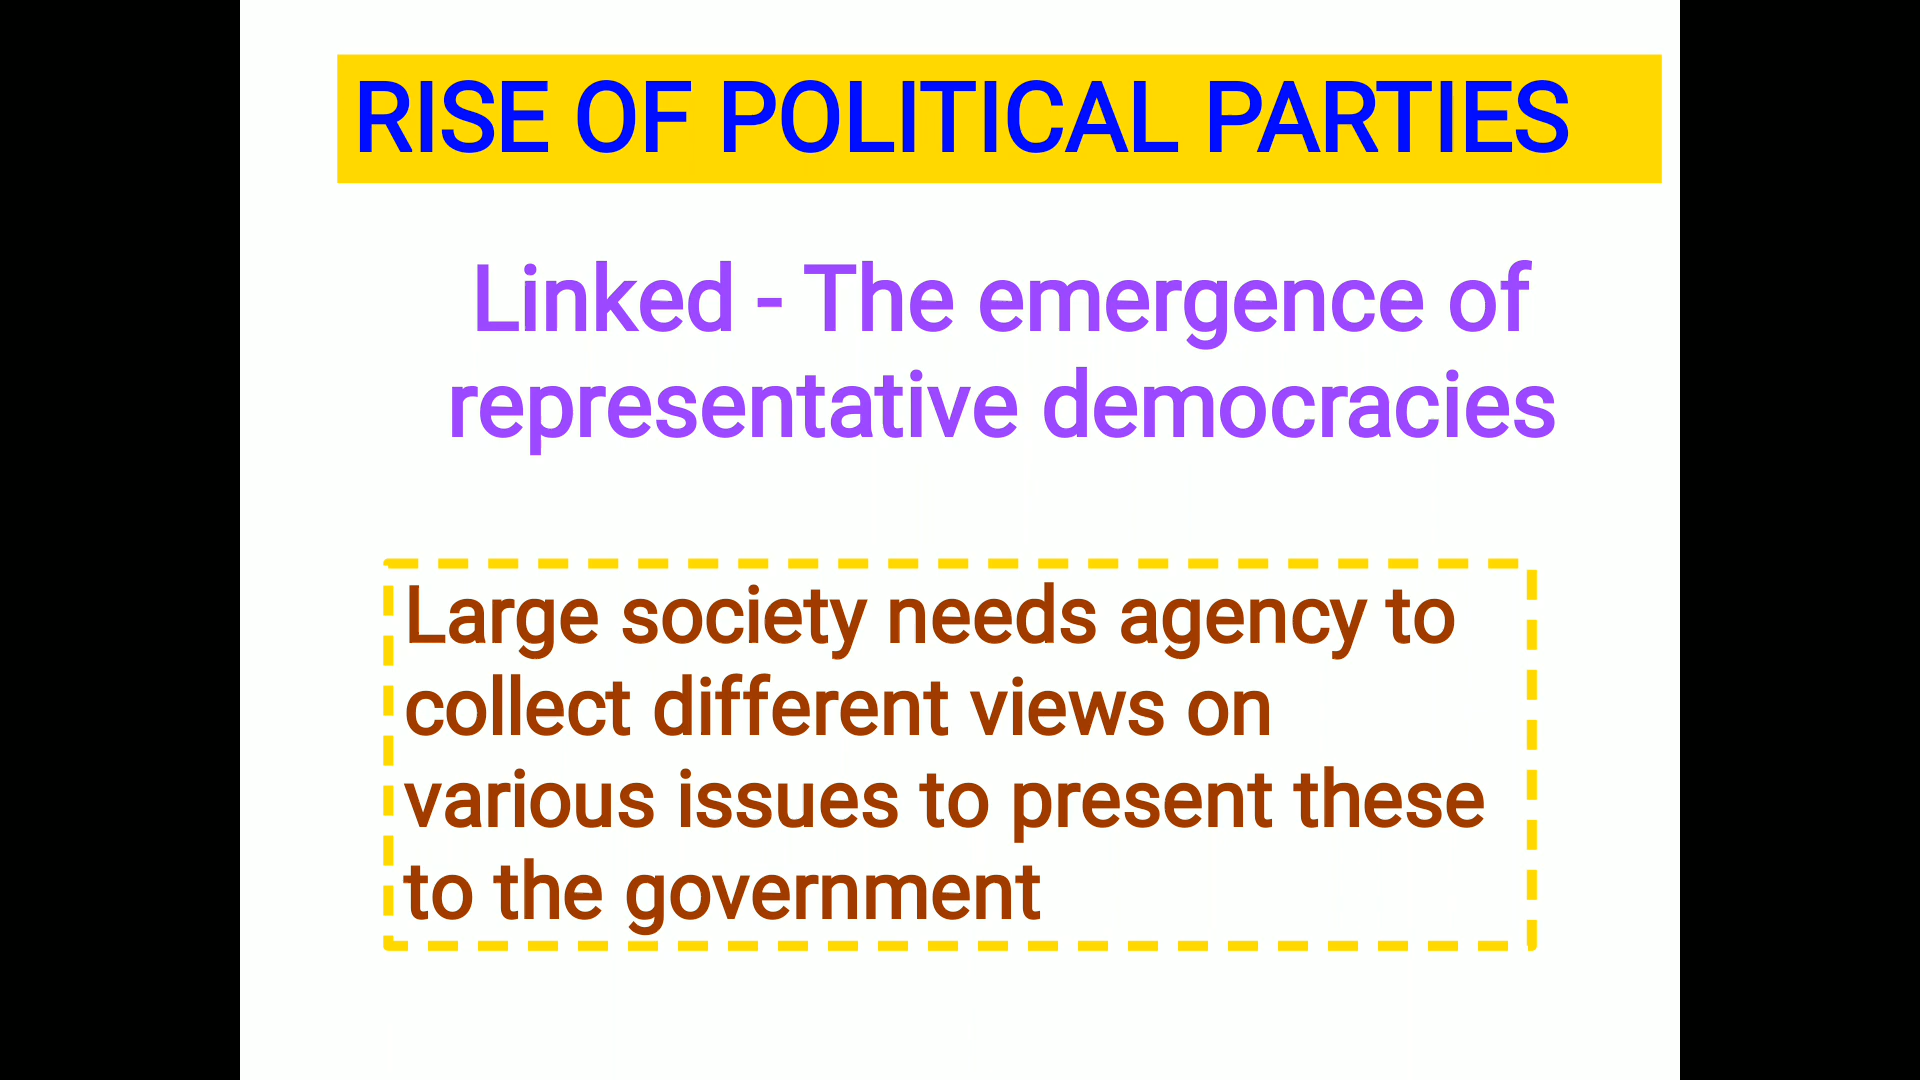 RISE OF POLITICAL PARTIES
Linked - The emergence of
representative democracies
Large society needs agency to
collect different views on
various issues to present these
to the government